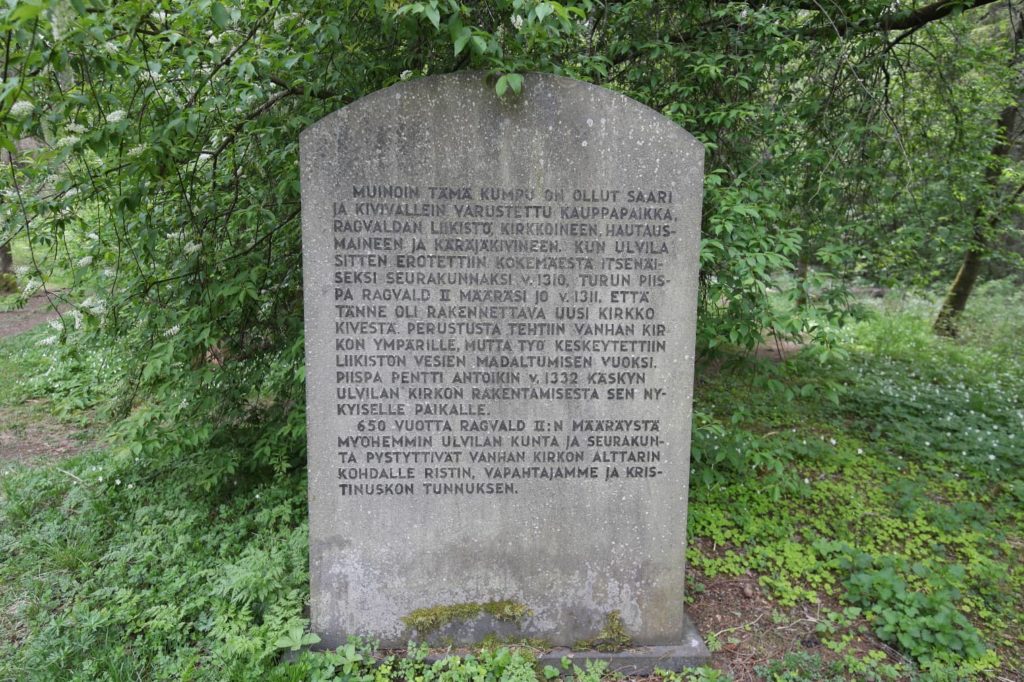 MUINOIN TÄMÄ KUMPU ON OLLUT SAARI
JA KIVIVALLEIN VARUSTETTU KAUPPAPAIKKA,
RAGVALDAN LIIKISTÖ, KIRKKOINEEN, HAUTAUS-
MAINEEN JA KÄRÄJÄKIVINEEN. KUN ULVILA
SITTEN EROTETTIIN KOKEMÄESTÄ ITSENÄI-
SEKSI SEURAKUNNAKSI v. 1310, TURUN PIIS-
PA RAGVALD II MÄÄRÄSI JO v. 1311, ETTÄ
TÄNNE OLI RAKENNETTAVA UUSI KIRKKO
KIVESTÄ. PERUSTUSTA TEHTIIN VANHAN KIR
KON YMPÄRILLE, MUTTA TYÖ KESKEYTETTIIN
LIIKISTÖN VESIEN MADALTUMISEN VUOKSI.
PIISPA PENTTI ANTOIKIN v. 1332 KÄSKYN
ULVILAN KIRKON RAKENTAMISESTA SEN NY-
KYISELLE PAIKALLE.
650 VUOTTA RAGVALD II:N MÄÄRÄYSTÄ
MYÖHEMMIN ULVILAN KUNTA JA SEURAKUN-
TA PYSTYTTIVÄT VANHAN KIRKON ALTTARIN
KOHDALLE RISTIN, VAPAHTAJAMME JA KRIS-
TINUSKON TUNNUKSEN.